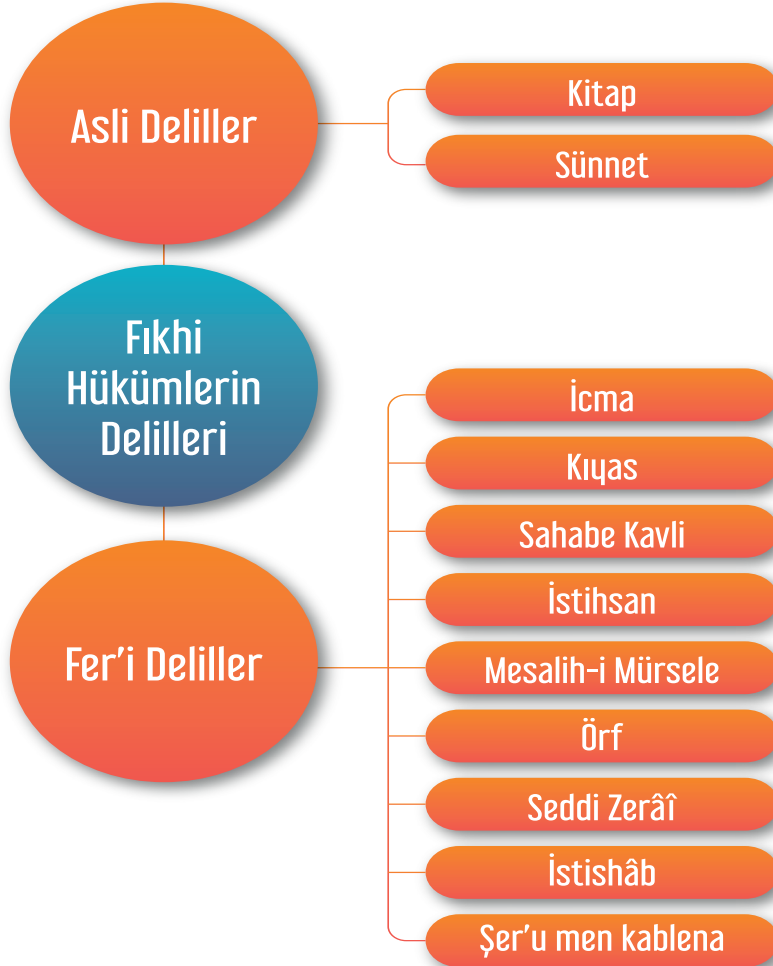 Asli Deliller
Kitap
Sünnet
Fıkhi
Hükümlerin
Delilleri
Fer'i Deliller
İcma
Kıyas
Sahabe Kavli
İstihsan
Mesalih-i Mürsele
Örf
Seddi Zerâî
İstishâb
Şer'u men kablena